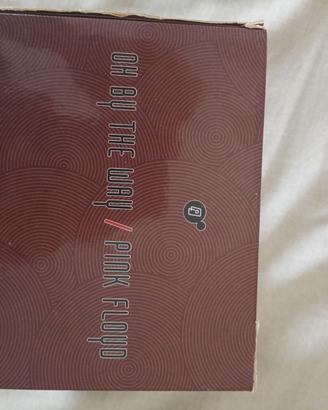 OH BY THE WAY / PINK FLOYD